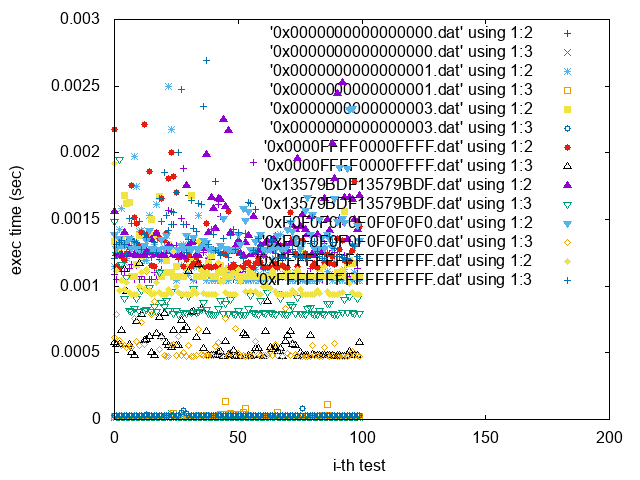 0.003
0.0025
0.002
0.0015
0.001
0.0005
0
exec time (sec)
'0x0000000000000000.dat' using 1:2
'0x0000000000000000.dat' using 1:3
'0x0000000000000001.dat' using 1:2
'0x0000000000000001.dat' using 1:3
'0x0000000000000003.dat' using 1:2
'0x0000000000000003.dat' using 1:3
'0x0000FFFF0000FFFF.dat' using 1:2
'0x0000FFFF0000FFFF.dat' using 1:3
'0x13579BDF13579BDF.dat' using 1:2
'0x13579BDF13579BDF.dat' using 1:3
'0xF0F0F0F0F0F0F0F0.dat' using 1:2
'0xF0F0F0F0F0F0F0F0.dat' using 1:3
'0xFFFFFFFFFFFFFFFF.dat' using 1:2
'0xFFFFFFFFFFFFFFFF.dat' using 1:3
0 50 100 150 200
i-th test